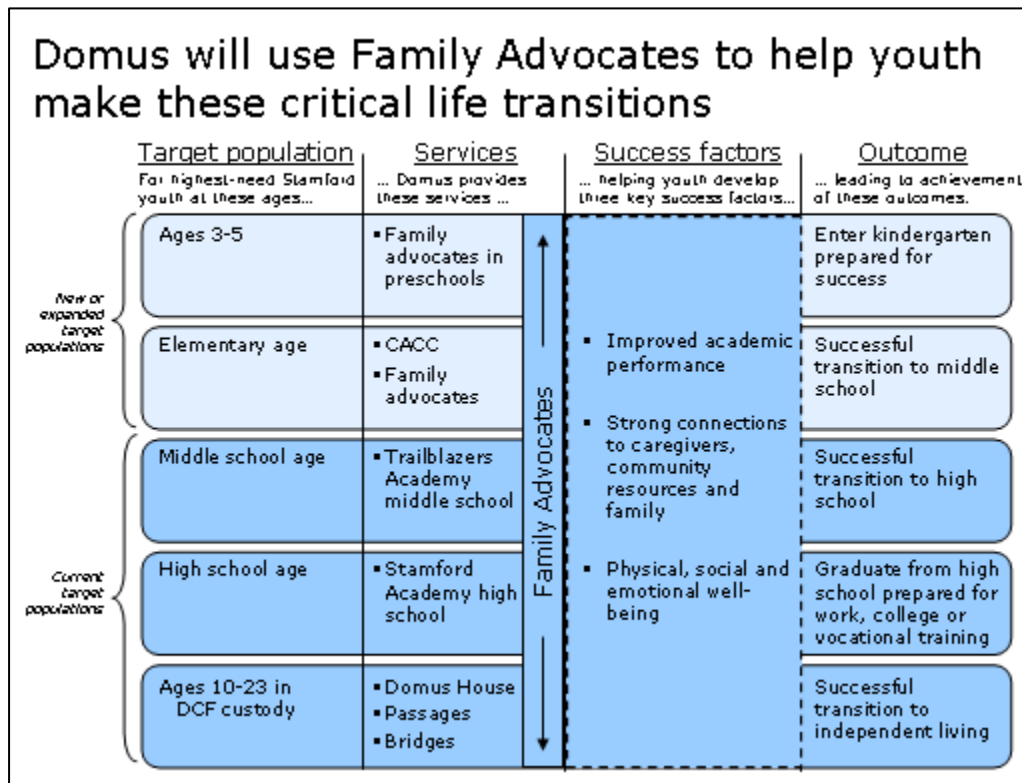 Domus will use Family Advocates to help youth
make these critical life transitions
Target population
For highest-need Stamford
youth at these ages...
Services
... Domus provides
these services ...
Success factors
... helping youth develop
three key success factors...
Outcome
... leading to achievement
of these outcomes.
New or
expanded
target
populations
Ages 3-5
▪ Family
advocates in
preschools
Enter kindergarten
prepared for
success
Elementary age
▪ CACC
▪ Family
advocates
Successful
transition to middle
school
Family Advocates
▪ Improved academic
performance
▪ Strong connections
to caregivers,
community
resources and
family
▪ Physical, social and
emotional well-
being
Current
target
populations
Middle school age
▪ Trailblazers
Academy
middle school
Successful
transition to high
school
High school age
▪ Stamford
Academy high
school
Graduate from high
school prepared for
work, college or
vocational training
Ages 10-23 in
DCF custody
▪ Domus House
▪ Passages
▪ Bridges
Successful
transition to
independent living